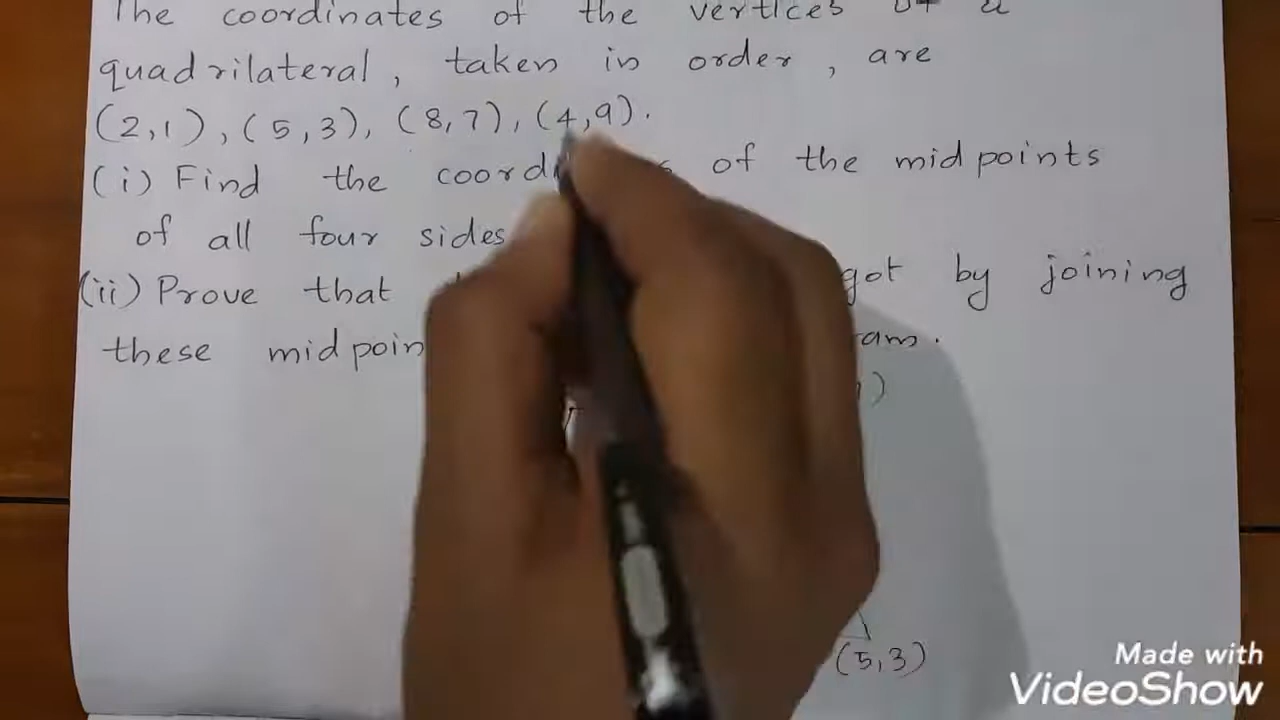 The coordinates of the vertices of a
quadrilateral, taken in order, are
(2,1), (5,3), (8,7), (4,9).
(i) Find the of the midpoints
of all four sides
(ii) Prove that got by joining
these
(5,3)
Made with
VideoShow